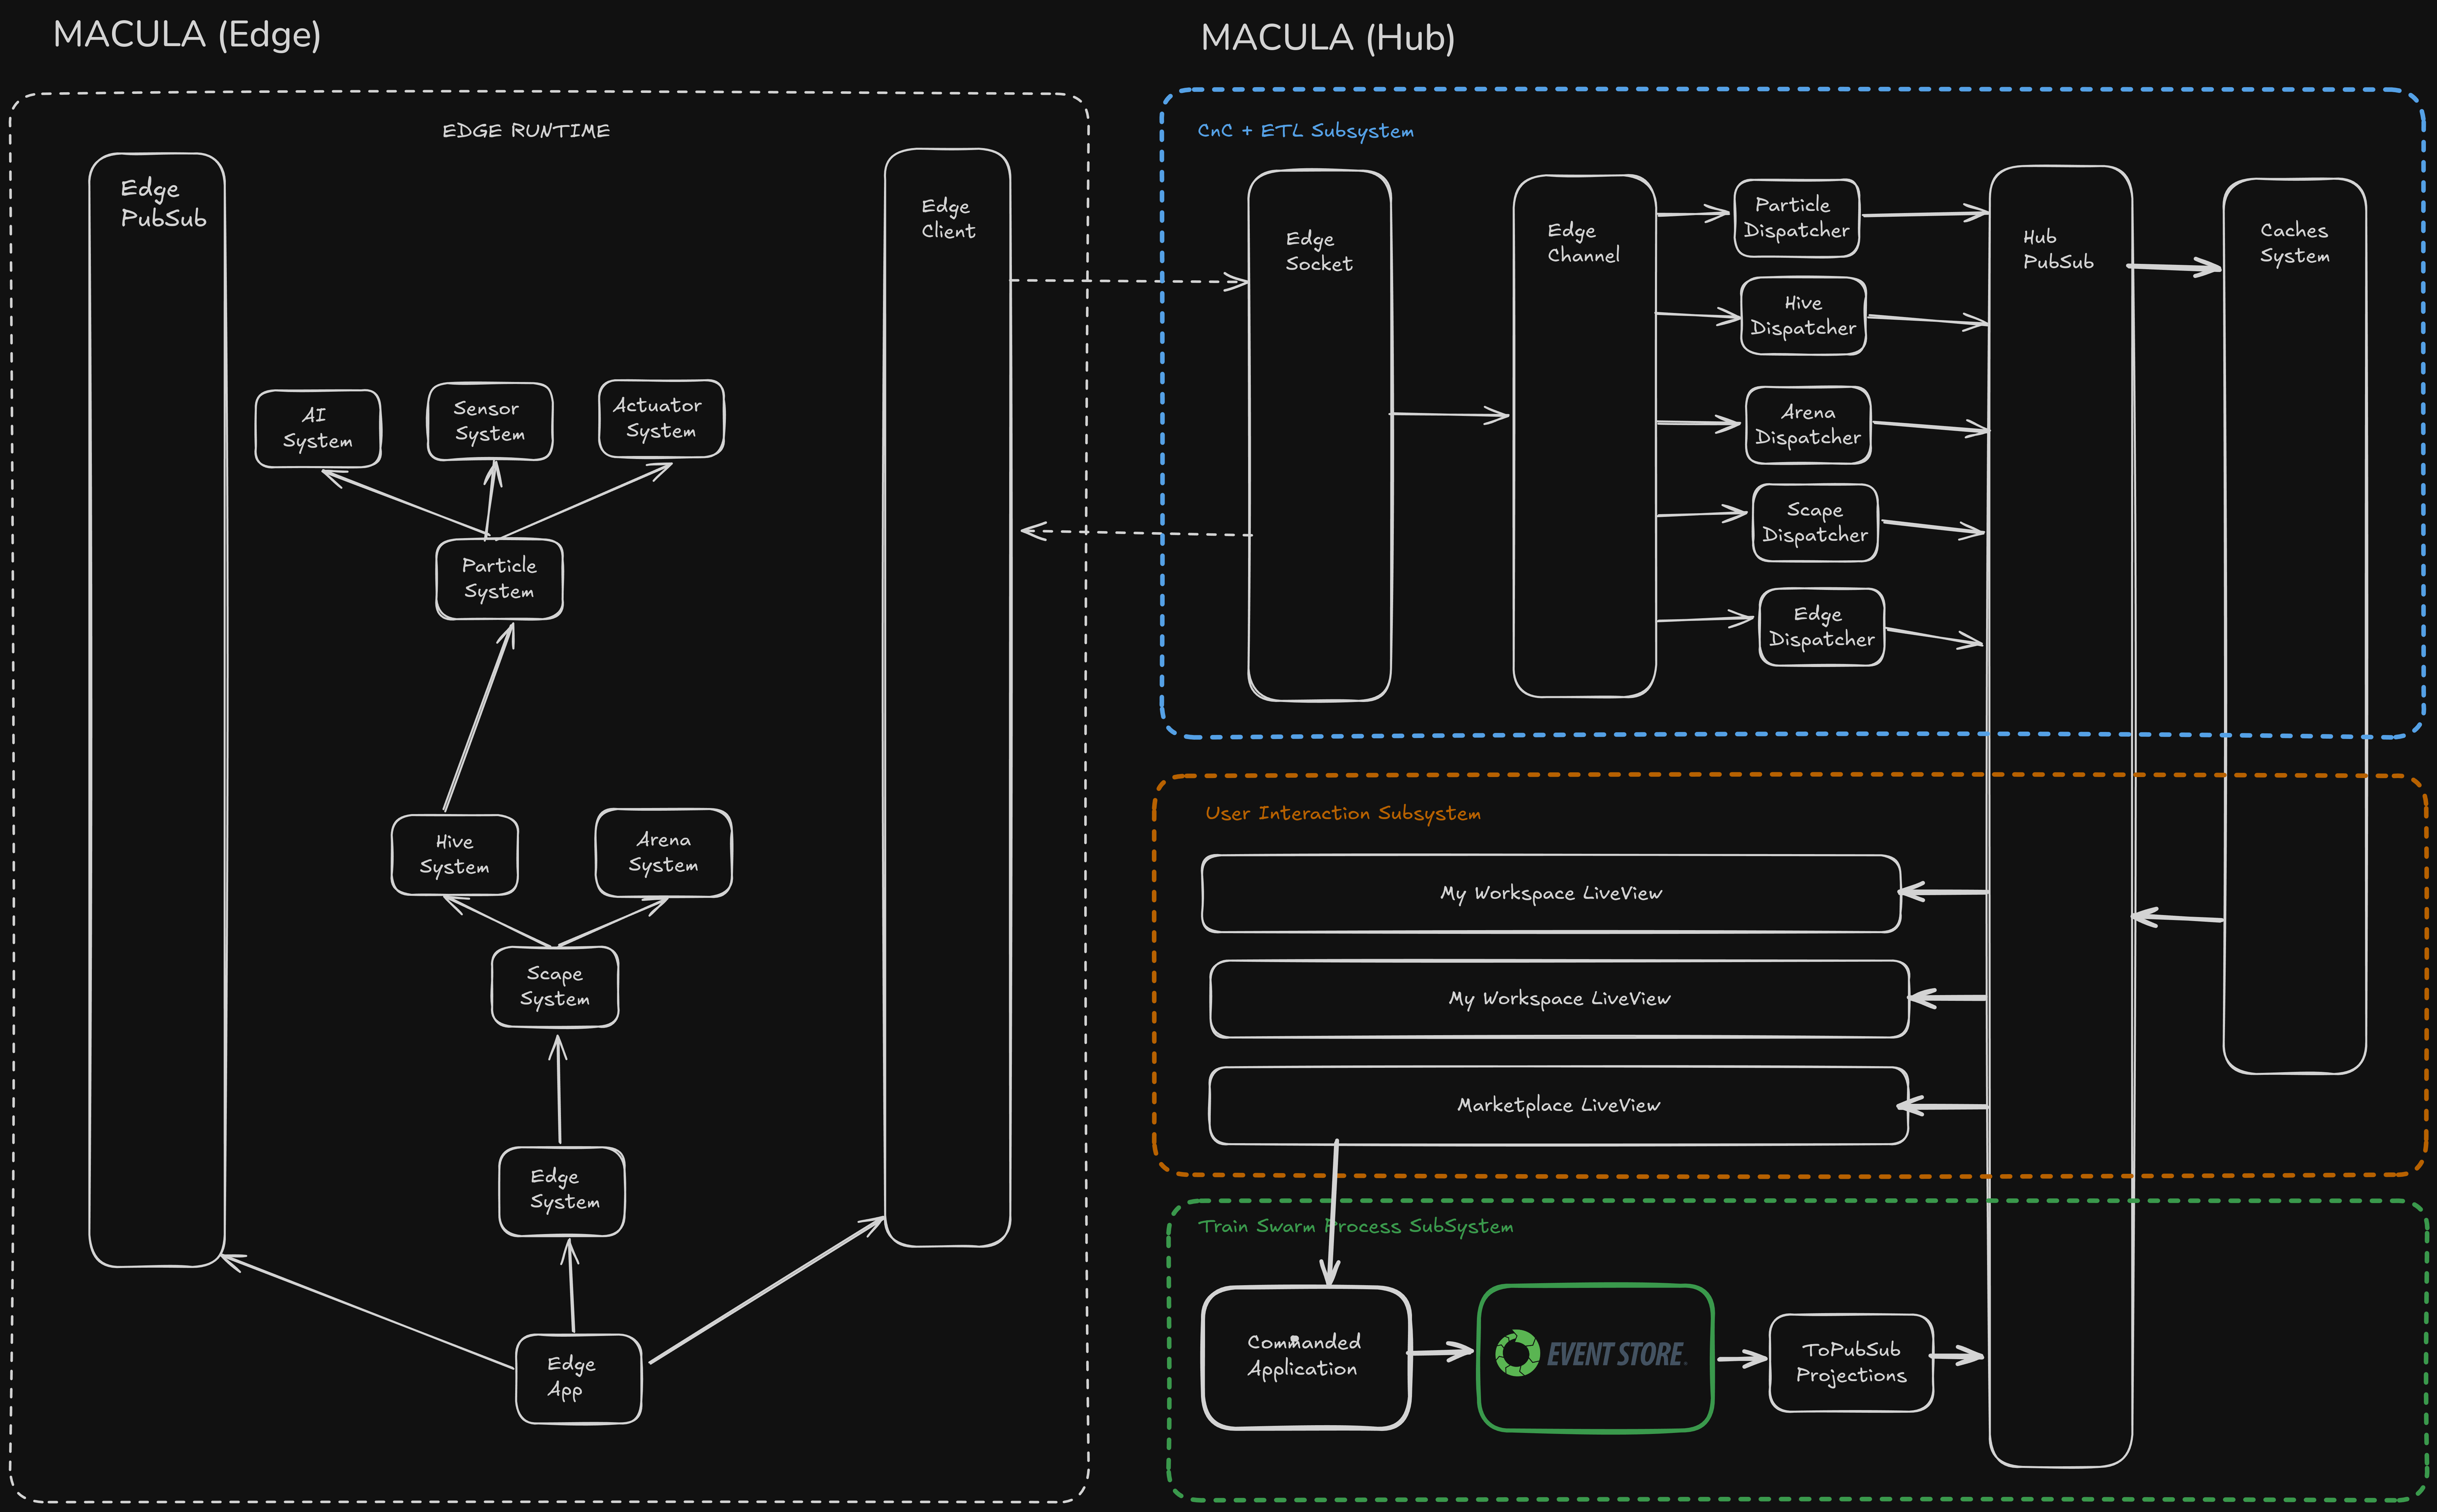 MACULA (Edge)
EDGE RUNTIME
Edge
PubSub
Edge
Client
AI
System
Sensor
System
Actuator
System
Particle
System
Hive
System
Arena
System
Scape
System
Edge
System
Edge
App
MACULA (Hub)
CnC + ETL Subsystem
Edge
Socket
Edge
Channel
Particle
Dispatcher
Hive
Dispatcher
Arena
Dispatcher
Scape
Dispatcher
Edge
Dispatcher
Hub
PubSub
Caches
System
User Interaction Subsystem
My Workspace LiveView
My Workspace LiveView
Marketplace LiveView
Train Swarm Process SubSystem
Commanded
Application
EVENT STORE
ToPubSub
Projections